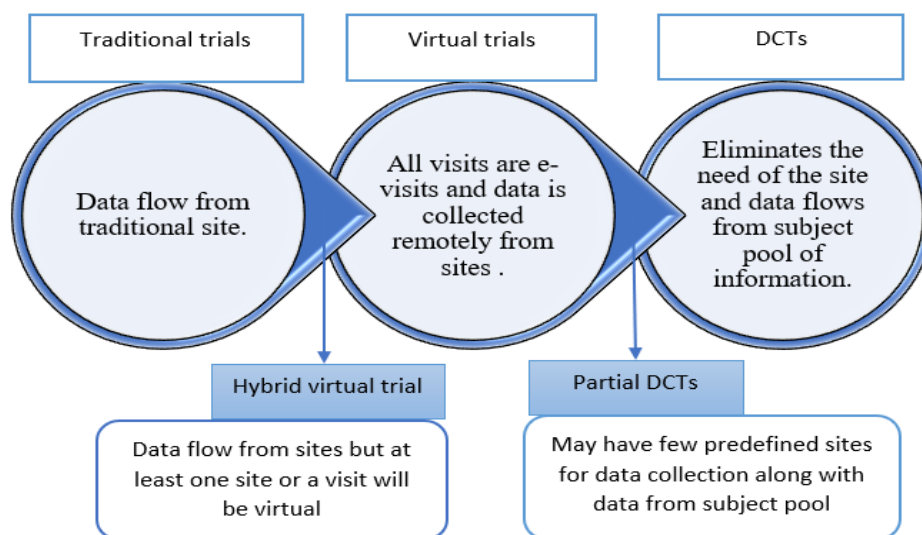 Traditional trials
Virtual trials
DCTs
Data flow from
traditional site.
All visits are e-
visits and data is
collected
remotely from
sites .
Eliminates the
need of the site
and data flows
from subject
pool of
information.
Hybrid virtual trial
Partial DCTs
Data flow from sites but at
least one site or a visit will
be virtual
May have few predefined sites
for data collection along with
data from subject pool